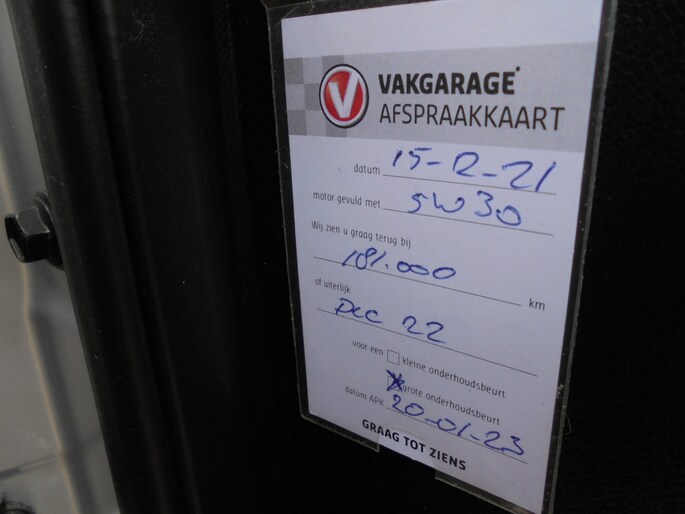 V VAKGARAGE
AFSPRAAKKAART
datum 15-12-21
motor gevuld met 5W30
Wij zien u graag terug bij
181.000 km
of uiterlijk
Dec 22
voor een kleine onderhoudsbeurt
grote onderhoudsbeurt
datum APK 20-01-23
GRAAG TOT ZIENS